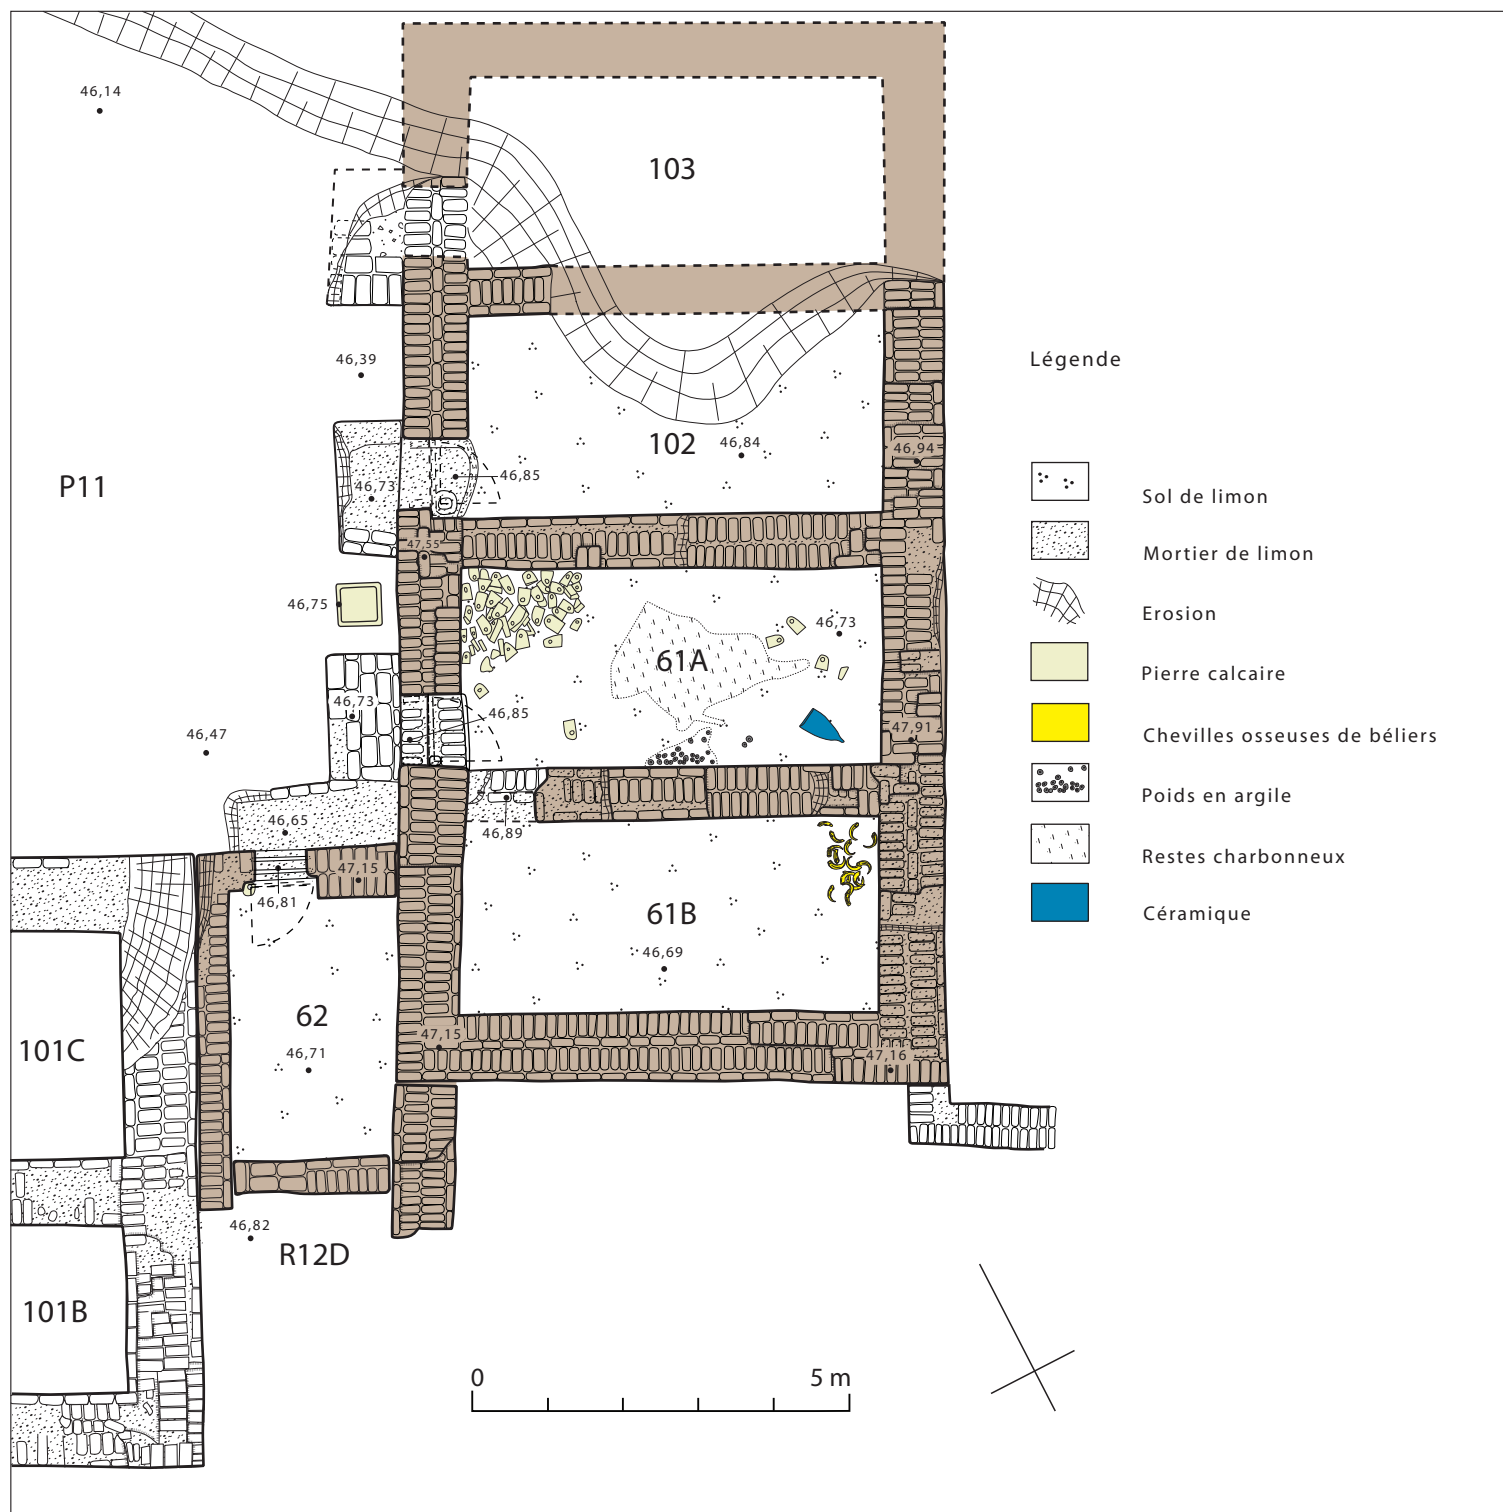 46,14
103
46,39
Légende
102
46,84
46,94
46,85
P11
46,73
Sol de limon
47,55
Mortier de limon
46,75
46,73
Erosion
61A
Pierre calcaire
46,73
46,85
47,91
46,47
Chevilles osseuses de béliers
Poids en argile
46,65
46,89
Restes charbonneux
47,15
46,81
61B
Céramique
46,69
62
47,15
101C
46,71
47,16
46,82
R12D
101B
0 5 m